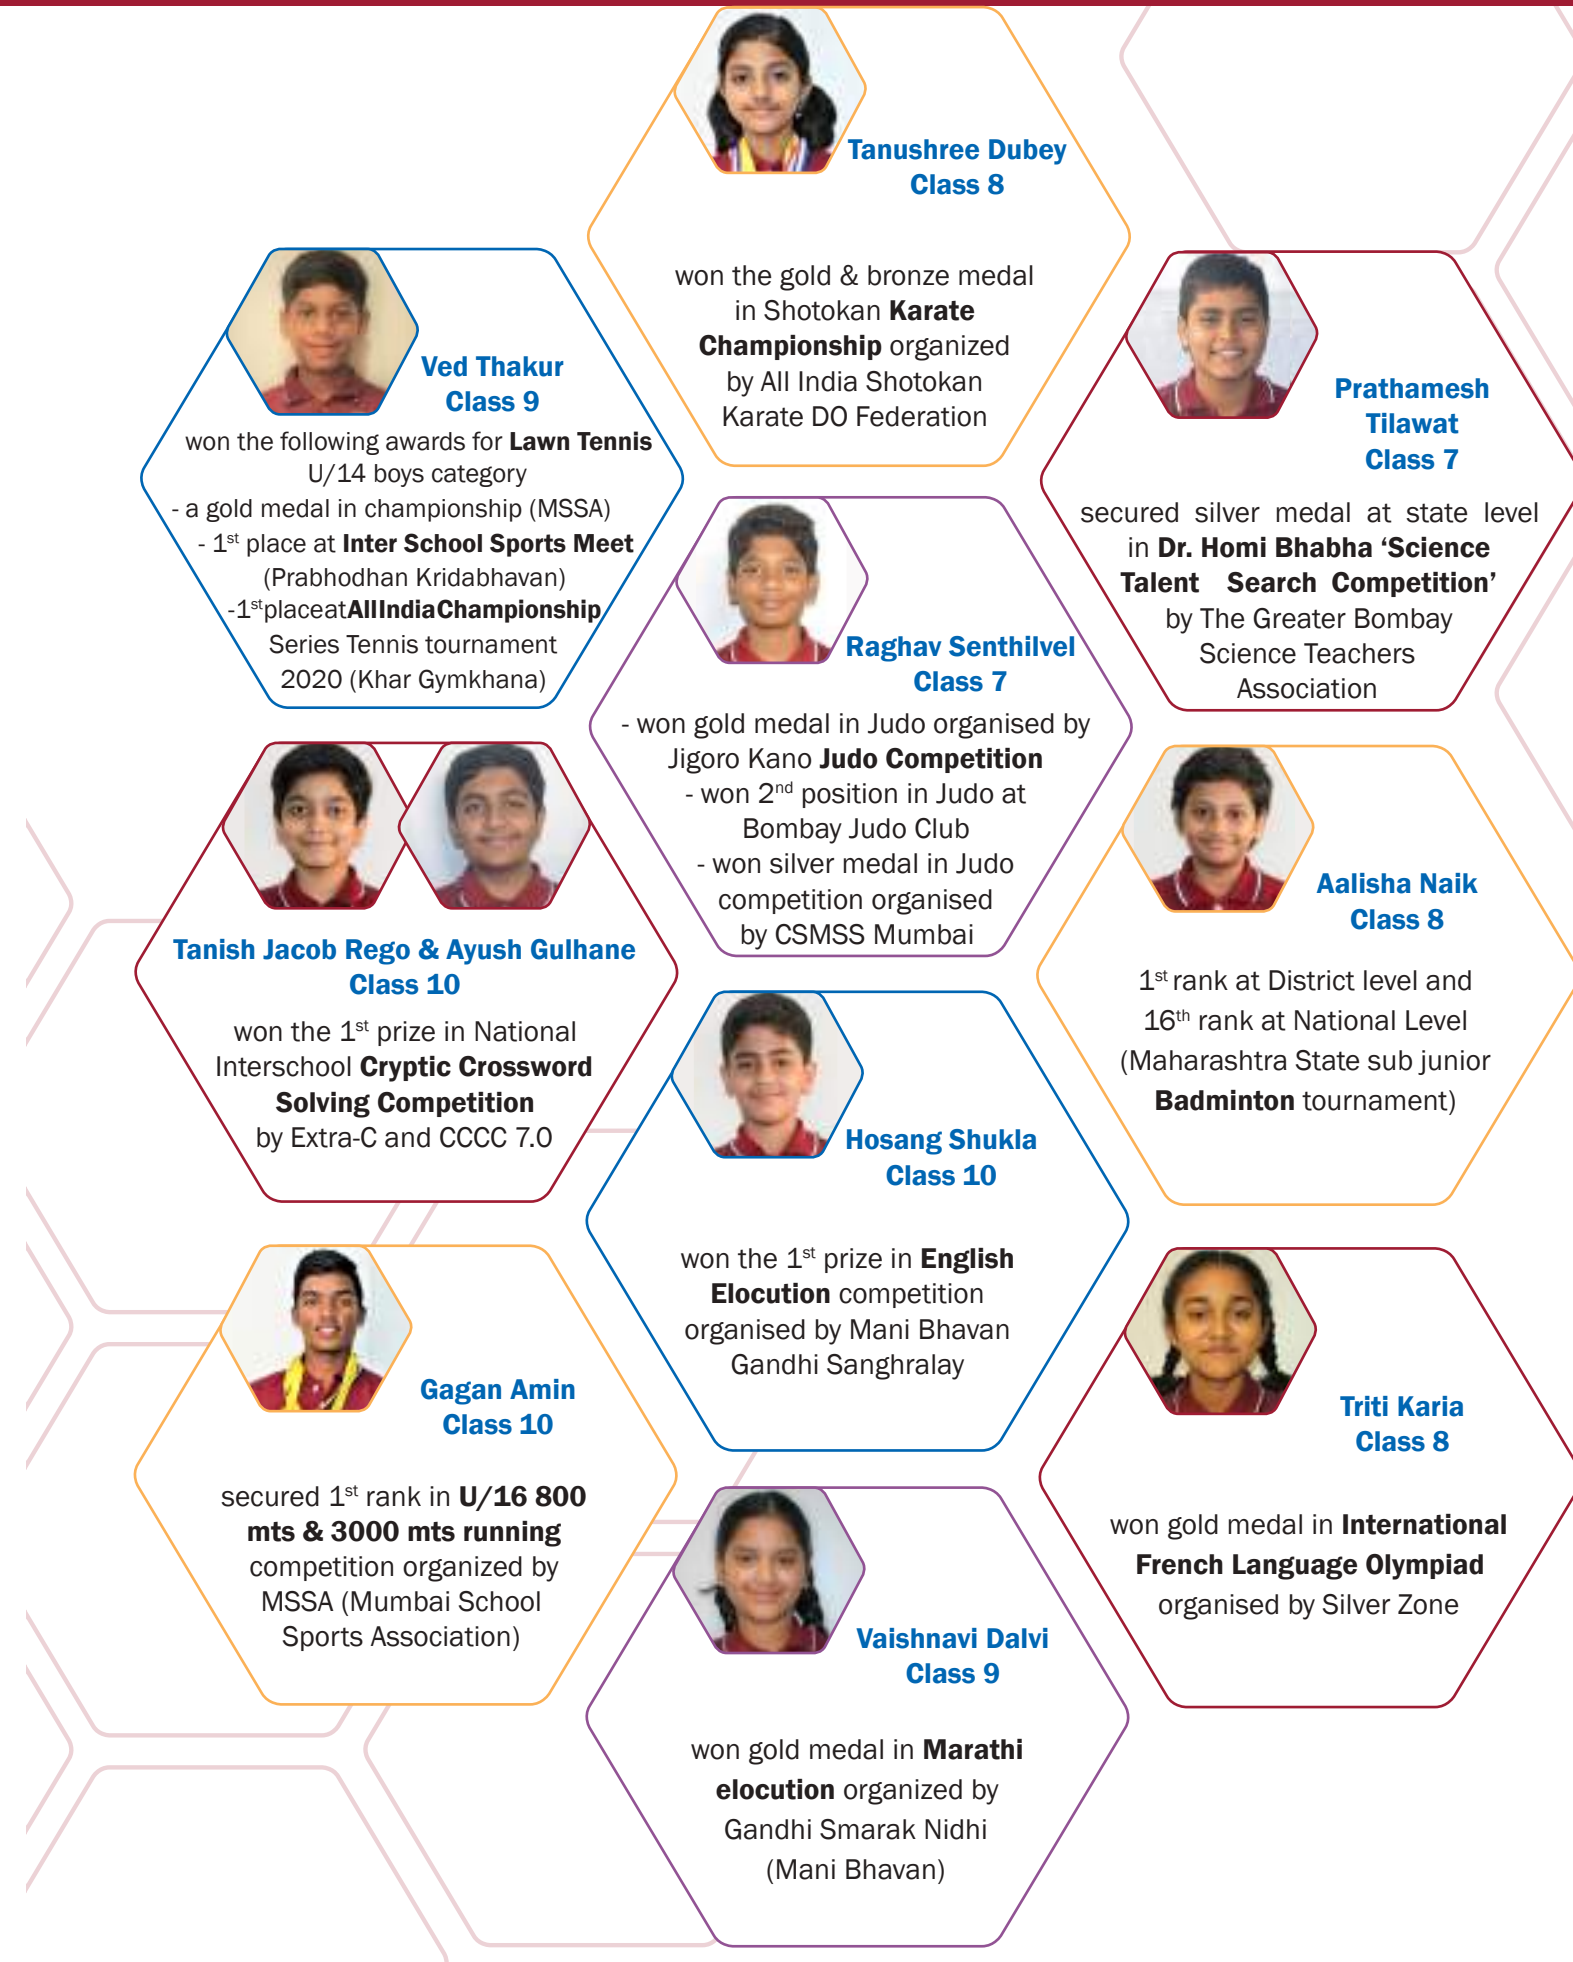 Tanushree Dubey
Class 8
won the gold & bronze medal
in Shotokan Karate
Championship organized
by All India Shotokan
Karate DO Federation
Ved Thakur
Class 9
won the following awards for Lawn Tennis
U/14 boys category
- a gold medal in championship (MSSA)
- 1st place at Inter School Sports Meet
(Prabhodhan Kridabhavan)
-1stplaceatAllIndiaChampionship
Series Tennis tournament
2020 (Khar Gymkhana)
Prathamesh
Tilawat
Class 7
secured silver medal at state level
in Dr. Homi Bhabha ‘Science
Talent Search Competition’
by The Greater Bombay
Science Teachers
Association
Raghav Senthilvel
Class 7
- won gold medal in Judo organised by
Jigoro Kano Judo Competition
- won 2nd position in Judo at
Bombay Judo Club
- won silver medal in Judo
competition organised
by CSMSS Mumbai
Tanish Jacob Rego & Ayush Gulhane
Class 10
won the 1st prize in National
Interschool Cryptic Crossword
Solving Competition
by Extra-C and CCCC 7.0
Aalisha Naik
Class 8
1st rank at District level and
16th rank at National Level
(Maharashtra State sub junior
Badminton tournament)
Hosang Shukla
Class 10
won the 1st prize in English
Elocution competition
organised by Mani Bhavan
Gandhi Sanghralay
Gagan Amin
Class 10
secured 1st rank in U/16 800
mts & 3000 mts running
competition organized by
MSSA (Mumbai School
Sports Association)
Triti Karia
Class 8
won gold medal in International
French Language Olympiad
organised by Silver Zone
Vaishnavi Dalvi
Class 9
won gold medal in Marathi
elocution organized by
Gandhi Smarak Nidhi
(Mani Bhavan)